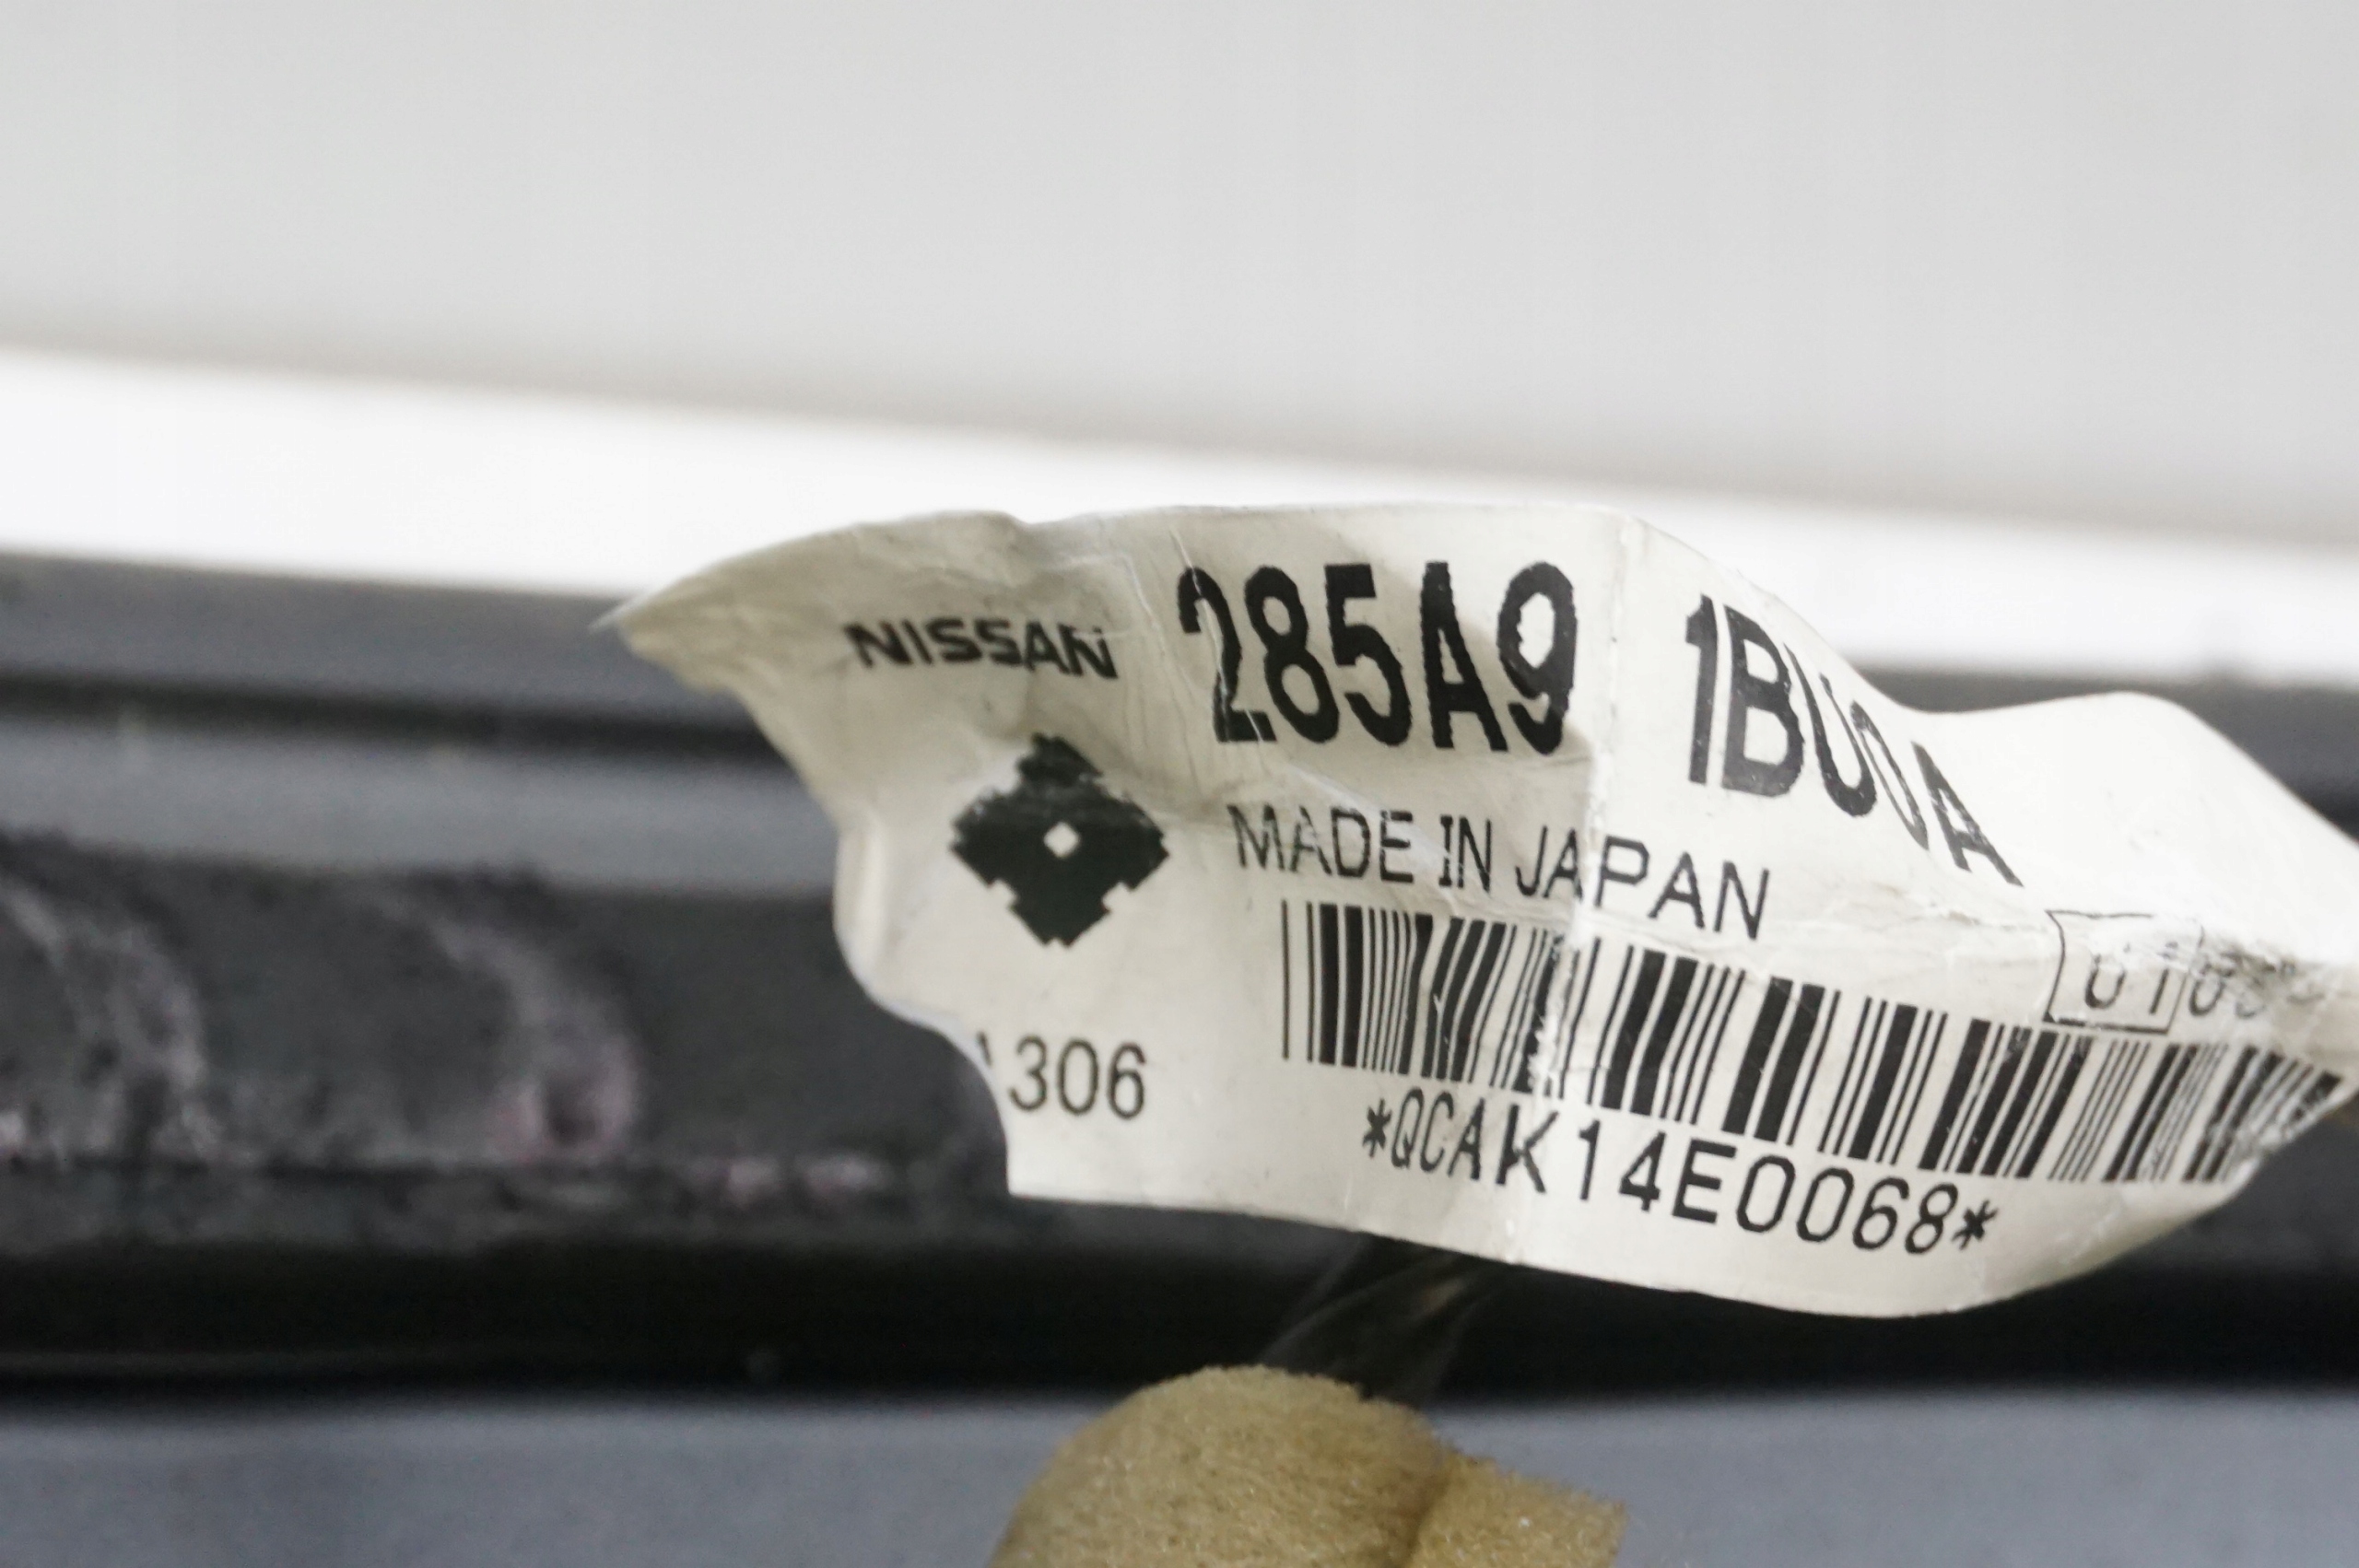 NISSAN 285A9 1BU0A
MADE IN JAPAN
306
*QCAK14E0068*